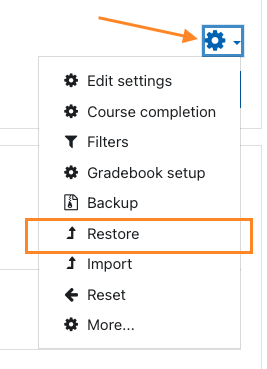 Edit settings
Course completion
Filters
Gradebook setup
Backup
Restore
Import
Reset
More...